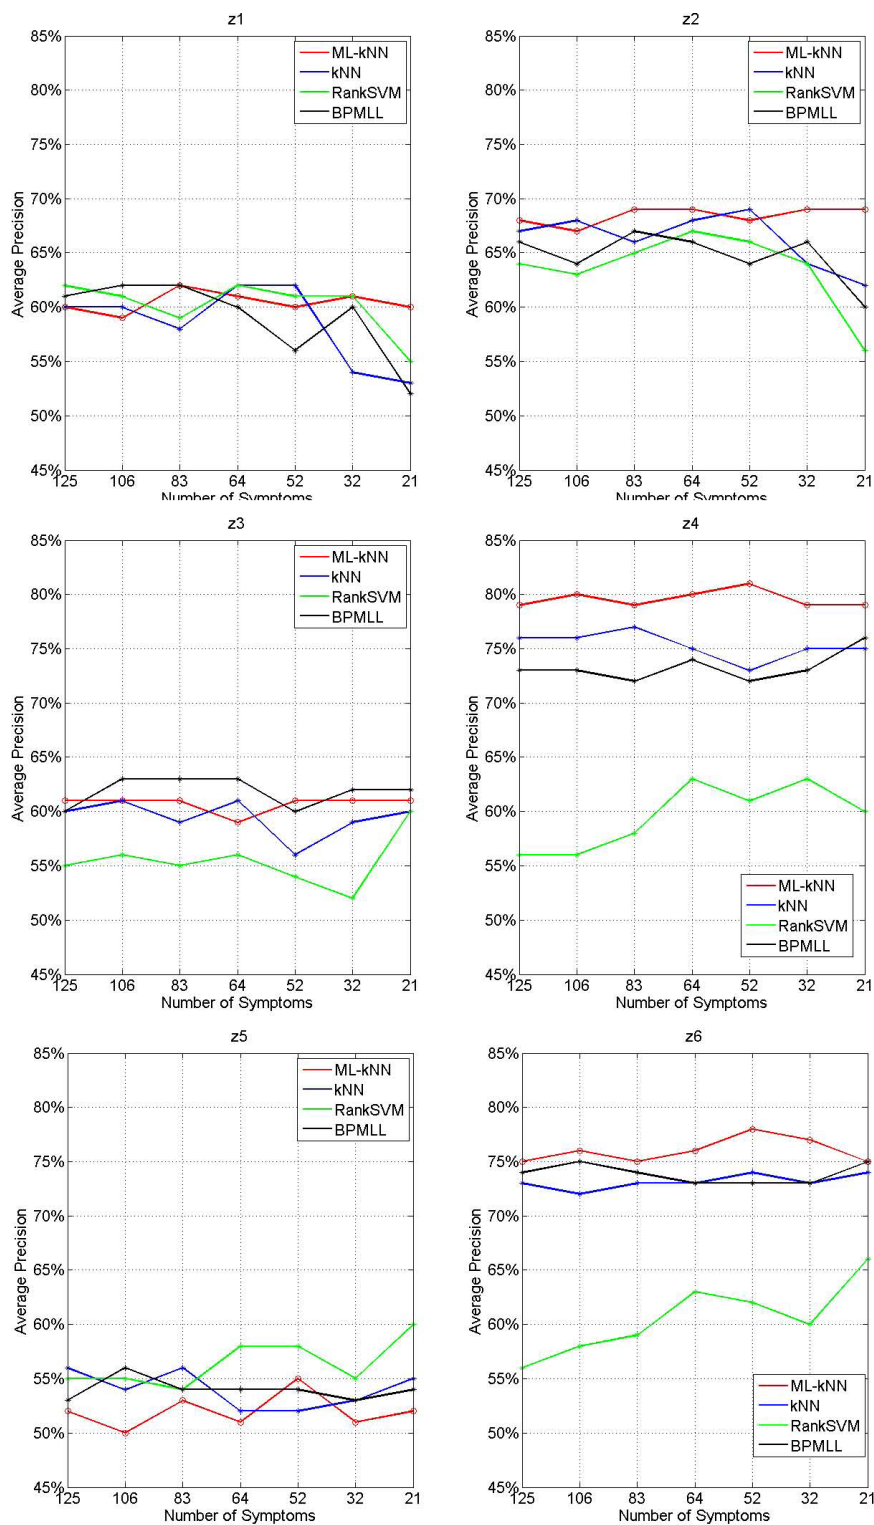 z1
85%
80%
75%
70%
65%
60%
55%
50%
45%
Average Precision
ML-kNN
kNN
RankSVM
BPMLL
125 106 83 64 52 32 21
Number of Symptoms
z2
85%
80%
75%
70%
65%
60%
55%
50%
45%
Average Precision
ML-kNN
kNN
RankSVM
BPMLL
125 106 83 64 52 32 21
Number of Symptoms
z3
85%
80%
75%
70%
65%
60%
55%
50%
45%
Average Precision
ML-kNN
kNN
RankSVM
BPMLL
125 106 83 64 52 32 21
Number of Symptoms
z4
85%
80%
75%
70%
65%
60%
55%
50%
45%
Average Precision
ML-kNN
kNN
RankSVM
BPMLL
125 106 83 64 52 32 21
Number of Symptoms
z5
85%
80%
75%
70%
65%
60%
55%
50%
45%
Average Precision
ML-kNN
kNN
RankSVM
BPMLL
125 106 83 64 52 32 21
Number of Symptoms
z6
85%
80%
75%
70%
65%
60%
55%
50%
45%
Average Precision
ML-kNN
kNN
RankSVM
BPMLL
125 106 83 64 52 32 21
Number of Symptoms